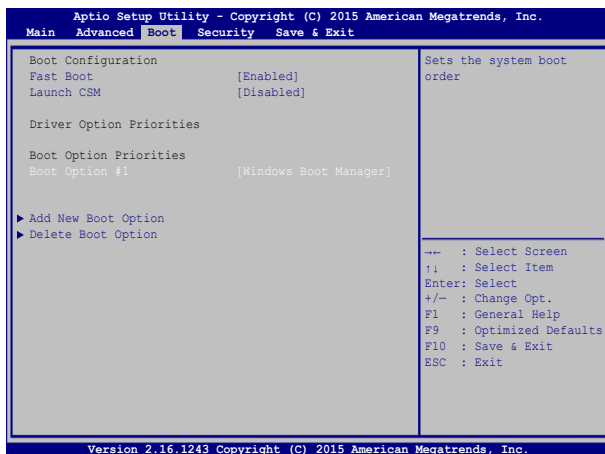 Aptio Setup Utility - Copyright (C) 2015 American Megatrends, Inc.
Main Advanced Boot Security Save & Exit
Boot Configuration
Fast Boot [Enabled]
Launch CSM [Disabled]
Driver Option Priorities
Boot Option Priorities
Boot Option #1 [Windows Boot Manager]
▶ Add New Boot Option
▶ Delete Boot Option
Sets the system boot
order
→← : Select Screen
↑↓ : Select Item
Enter: Select
+/— : Change Opt.
F1 : General Help
F9 : Optimized Defaults
F10 : Save & Exit
ESC : Exit
Version 2.16.1243 Copyright (C) 2015 American Megatrends, Inc.